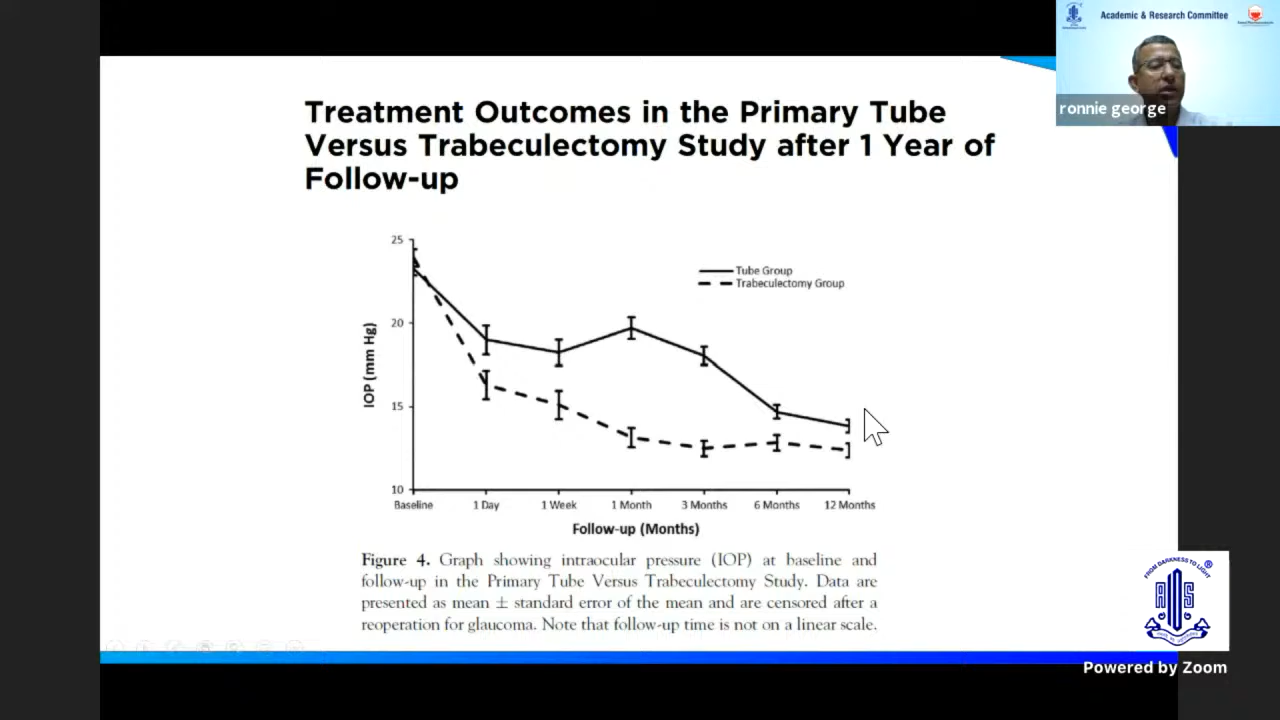 Academic & Research Committee
ronnie george
Treatment Outcomes in the Primary Tube
Versus Trabeculectomy Study after 1 Year of
Follow-up
25
20
15
10
IOP (mm Hg)
Tube Group
Trabeculectomy Group
Baseline
1 Day
1 Week
1 Month
3 Months
6 Months
12 Months
Follow-up (Months)
Figure 4. Graph showing intraocular pressure (IOP) at baseline and
follow-up in the Primary Tube Versus Trabeculectomy Study. Data are
presented as mean ± standard error of the mean and are censored after a
reoperation for glaucoma. Note that follow-up time is not on a linear scale.
FROM DARKNESS TO LIGHT
®
Powered by Zoom